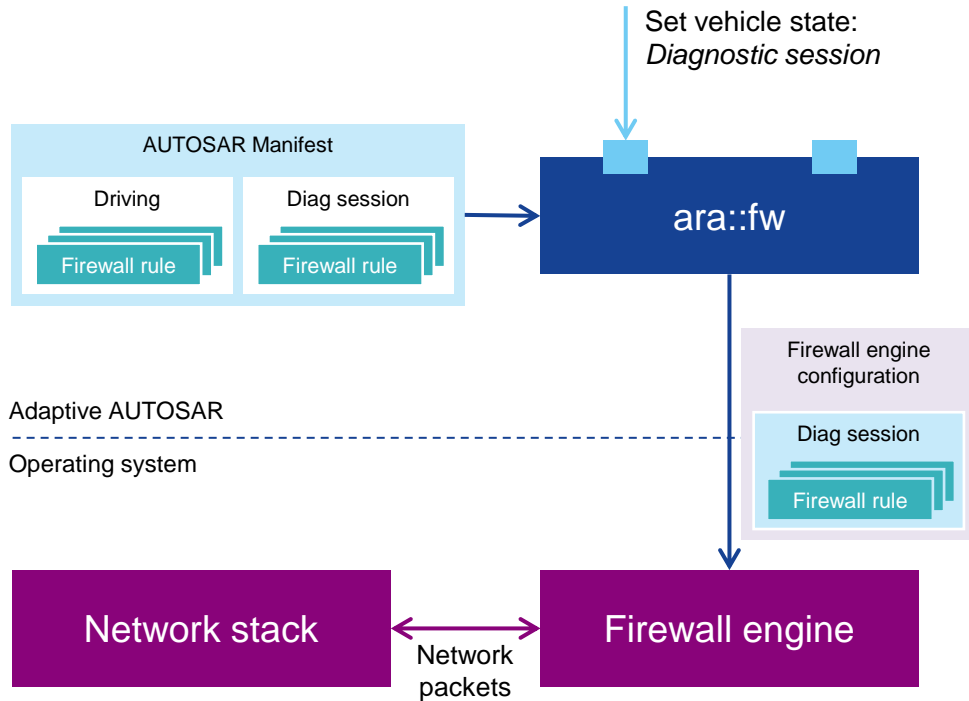 Set vehicle state:
Diagnostic session
AUTOSAR Manifest
Driving
Firewall rule
Diag session
Firewall rule
ara::fw
Firewall engine
configuration
Diag session
Firewall rule
Adaptive AUTOSAR
Operating system
Network stack
Network
packets
Firewall engine